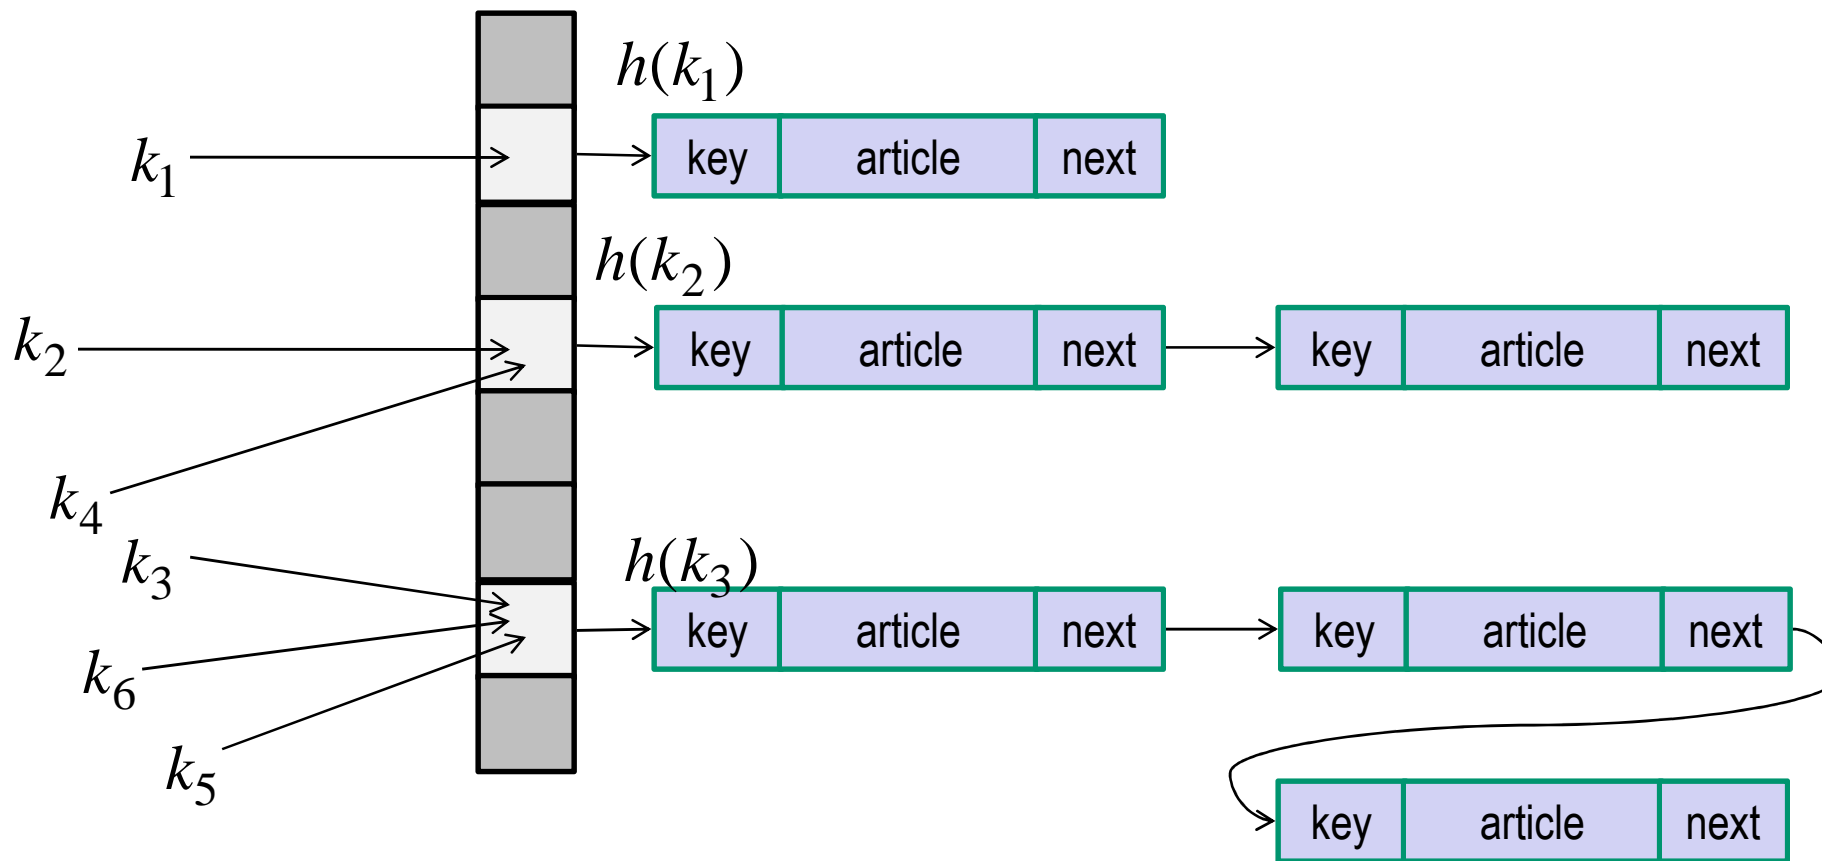 h(k₁)
k₁
key article next
h(k₂)
k₂
key article next key article next
k₄
k₃
h(k₃)
key article next key article next
k₆
k₅
key article next